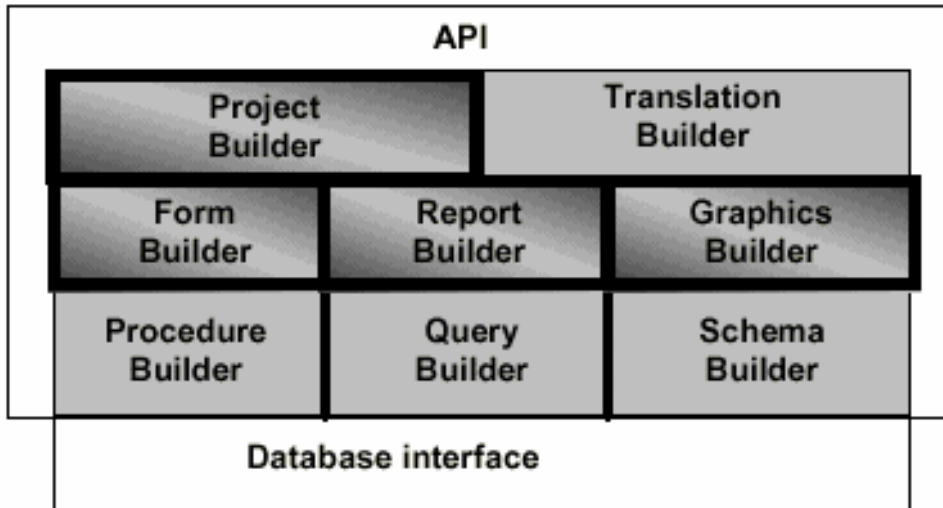 API
Project
Builder
Translation
Builder
Form
Builder
Report
Builder
Graphics
Builder
Procedure
Builder
Query
Builder
Schema
Builder
Database interface